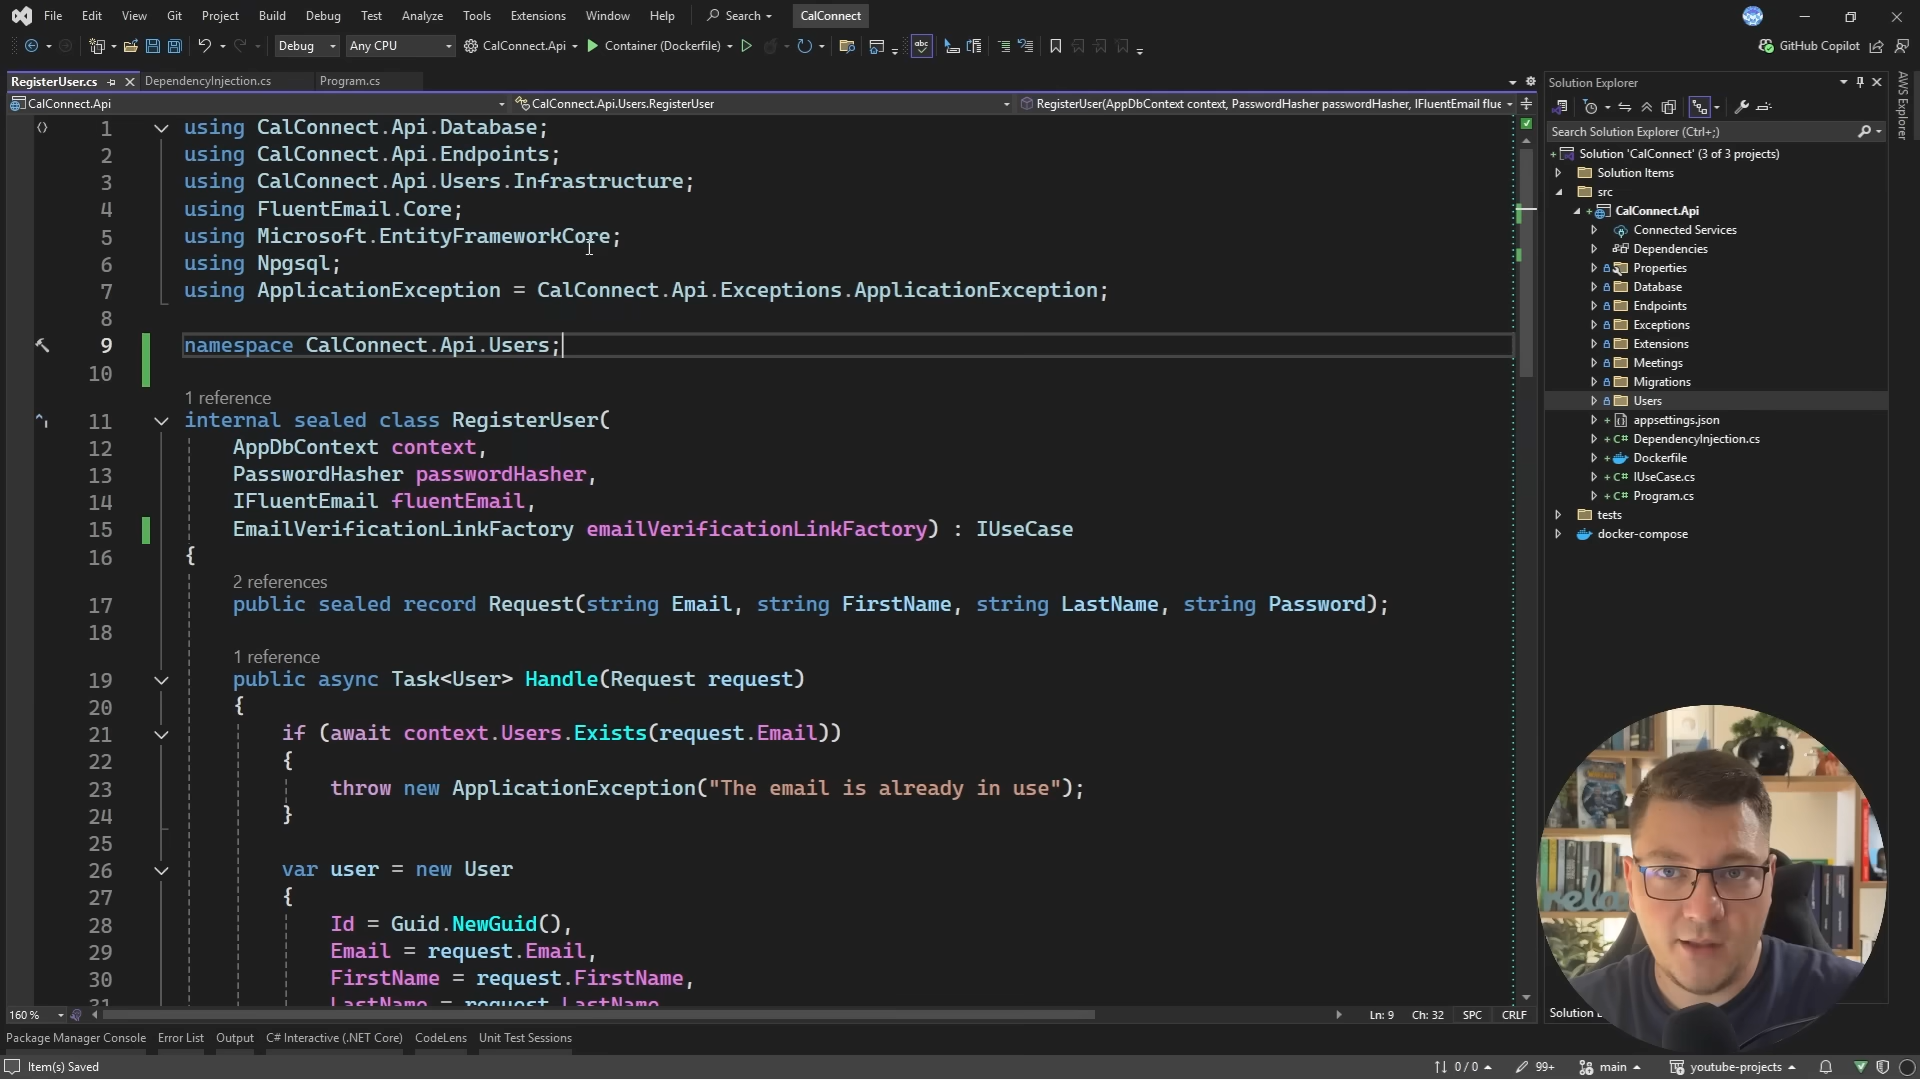 File Edit View Git Project Build Debug Test Analyze Tools Extensions Window Help Search CalConnect
Debug Any CPU CalConnect.Api Container (Dockerfile) GitHub Copilot
RegisterUser.cs DependencyInjection.cs Program.cs
CalConnect.Api CalConnect.Api.Users.RegisterUser RegisterUser(AppDbContext context, PasswordHasher passwordHasher, IFluentEmail flue
1 using CalConnect.Api.Database;
2 using CalConnect.Api.Endpoints;
3 using CalConnect.Api.Users.Infrastructure;
4 using FluentEmail.Core;
5 using Microsoft.EntityFrameworkCore;
6 using Npgsql;
7 using ApplicationException = CalConnect.Api.Exceptions.ApplicationException;
8
9 namespace CalConnect.Api.Users;
10
1 reference
11 internal sealed class RegisterUser(
12 AppDbContext context,
13 PasswordHasher passwordHasher,
14 IFluentEmail fluentEmail,
15 EmailVerificationLinkFactory emailVerificationLinkFactory) : IUseCase
16 {
2 references
17 public sealed record Request(string Email, string FirstName, string LastName, string Password);
18
1 reference
19 public async Task<User> Handle(Request request)
20 {
21 if (await context.Users.Exists(request.Email))
22 {
23 throw new ApplicationException("The email is already in use");
24 }
25
26 var user = new User
27 {
28 Id = Guid.NewGuid(),
29 Email = request.Email,
30 FirstName = request.FirstName,
31 LastName = request.LastName
160 % Ln: 9 Ch: 32 SPC CRLF
Package Manager Console Error List Output C# Interactive (.NET Core) CodeLens Unit Test Sessions
Item(s) Saved 0 / 0 99+ main youtube-projects
Solution Explorer
Search Solution Explorer (Ctrl+;)
Solution 'CalConnect' (3 of 3 projects)
Solution Items
src
CalConnect.Api
Connected Services
Dependencies
Properties
Database
Endpoints
Exceptions
Extensions
Meetings
Migrations
Users
appsettings.json
DependencyInjection.cs
Dockerfile
IUseCase.cs
Program.cs
tests
docker-compose
Solution E
AWS Explorer
hello